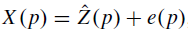 X(p) = Ẑ(p) + e(p)